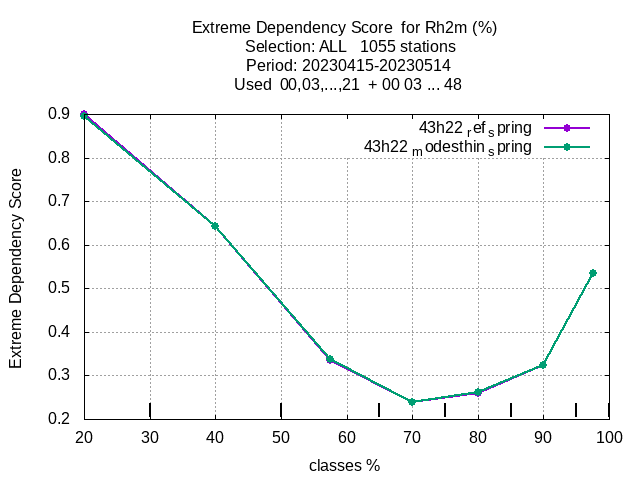 Extreme Dependency Score  for Rh2m (%)
Selection: ALL   1055 stations
Period: 20230415-20230514
Used  00,03,...,21  + 00 03 ... 48
43h22 ref spring
43h22 modesthin spring
Extreme Dependency Score
0.9
0.8
0.7
0.6
0.5
0.4
0.3
0.2
20 30 40 50 60 70 80 90 100
classes %